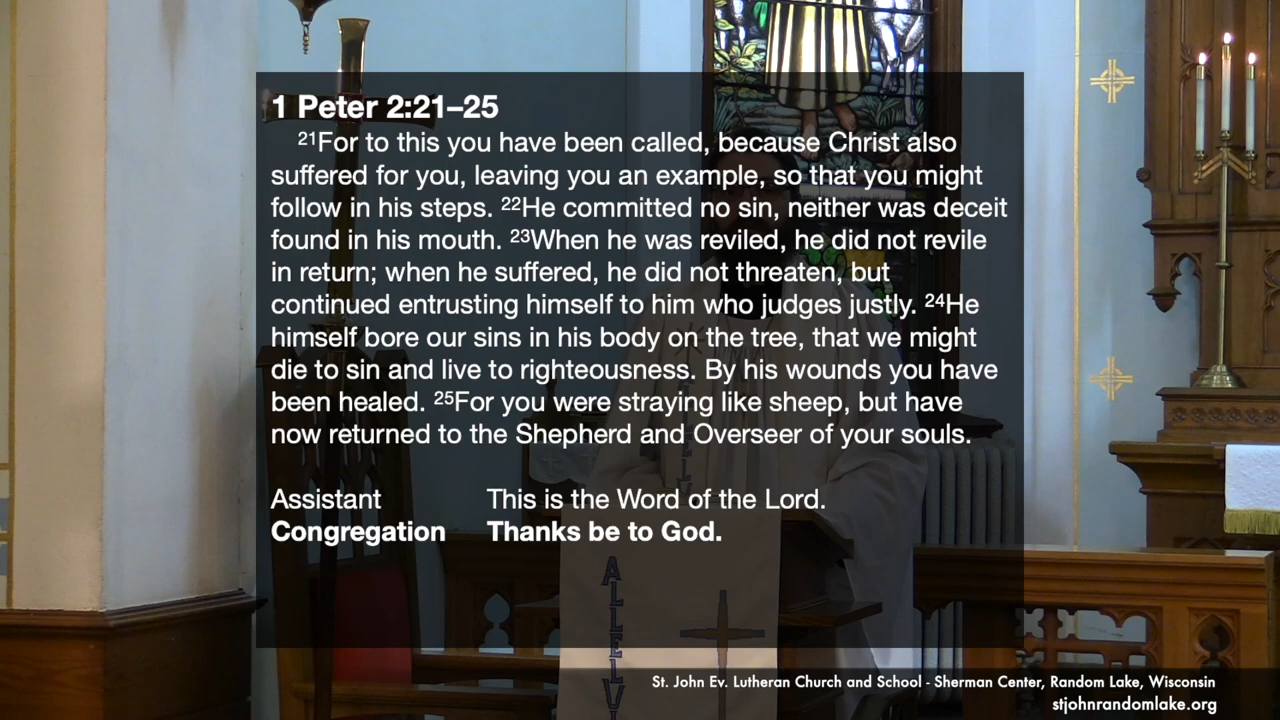 1 Peter 2:21–25
²¹For to this you have been called, because Christ also
suffered for you, leaving you an example, so that you might
follow in his steps. ²²He committed no sin, neither was deceit
found in his mouth. ²³When he was reviled, he did not revile
in return; when he suffered, he did not threaten, but
continued entrusting himself to him who judges justly. ²⁴He
himself bore our sins in his body on the tree, that we might
die to sin and live to righteousness. By his wounds you have
been healed. ²⁵For you were straying like sheep, but have
now returned to the Shepherd and Overseer of your souls.
Assistant This is the Word of the Lord.
Congregation Thanks be to God.
ALLELV
St. John Ev. Lutheran Church and School - Sherman Center, Random Lake, Wisconsin
stjohnrandomlake.org